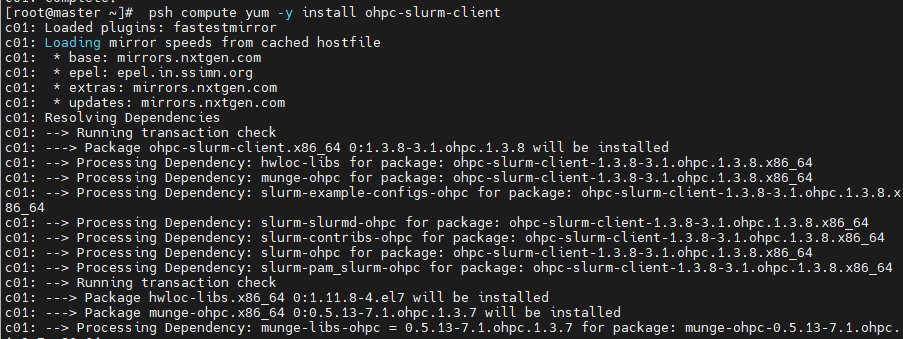 [root@master ~]#  psh compute yum -y install ohpc-slurm-client
c01: Loaded plugins: fastestmirror
c01: Loading mirror speeds from cached hostfile
c01:  * base: mirrors.nxtgen.com
c01:  * epel: epel.in.ssimn.org
c01:  * extras: mirrors.nxtgen.com
c01:  * updates: mirrors.nxtgen.com
c01: Resolving Dependencies
c01: --> Running transaction check
c01: ---> Package ohpc-slurm-client.x86_64 0:1.3.8-3.1.ohpc.1.3.8 will be installed
c01: --> Processing Dependency: hwloc-libs for package: ohpc-slurm-client-1.3.8-3.1.ohpc.1.3.8.x86_64
c01: --> Processing Dependency: munge-ohpc for package: ohpc-slurm-client-1.3.8-3.1.ohpc.1.3.8.x86_64
c01: --> Processing Dependency: slurm-example-configs-ohpc for package: ohpc-slurm-client-1.3.8-3.1.ohpc.1.3.8.x
86_64
c01: --> Processing Dependency: slurm-slurmd-ohpc for package: ohpc-slurm-client-1.3.8-3.1.ohpc.1.3.8.x86_64
c01: --> Processing Dependency: slurm-contribs-ohpc for package: ohpc-slurm-client-1.3.8-3.1.ohpc.1.3.8.x86_64
c01: --> Processing Dependency: slurm-ohpc for package: ohpc-slurm-client-1.3.8-3.1.ohpc.1.3.8.x86_64
c01: --> Processing Dependency: slurm-pam_slurm-ohpc for package: ohpc-slurm-client-1.3.8-3.1.ohpc.1.3.8.x86_64
c01: --> Running transaction check
c01: ---> Package hwloc-libs.x86_64 0:1.11.8-4.el7 will be installed
c01: ---> Package munge-ohpc.x86_64 0:0.5.13-7.1.ohpc.1.3.7 will be installed
c01: --> Processing Dependency: munge-libs-ohpc = 0.5.13-7.1.ohpc.1.3.7 for package: munge-ohpc-0.5.13-7.1.ohpc.